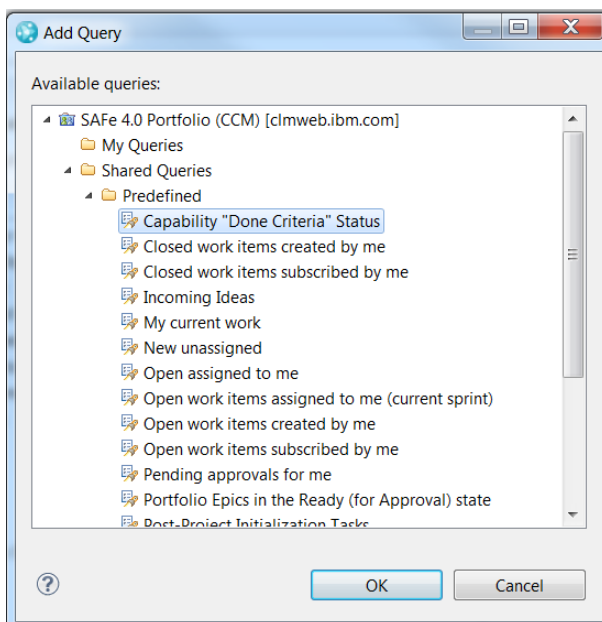 Add Query
Available queries:
SAFe 4.0 Portfolio (CCM) [clmweb.ibm.com]
My Queries
Shared Queries
Predefined
Capability "Done Criteria" Status
Closed work items created by me
Closed work items subscribed by me
Incoming Ideas
My current work
New unassigned
Open assigned to me
Open work items assigned to me (current sprint)
Open work items created by me
Open work items subscribed by me
Pending approvals for me
Portfolio Epics in the Ready (for Approval) state
Post-Project Initialization Tasks
OK
Cancel